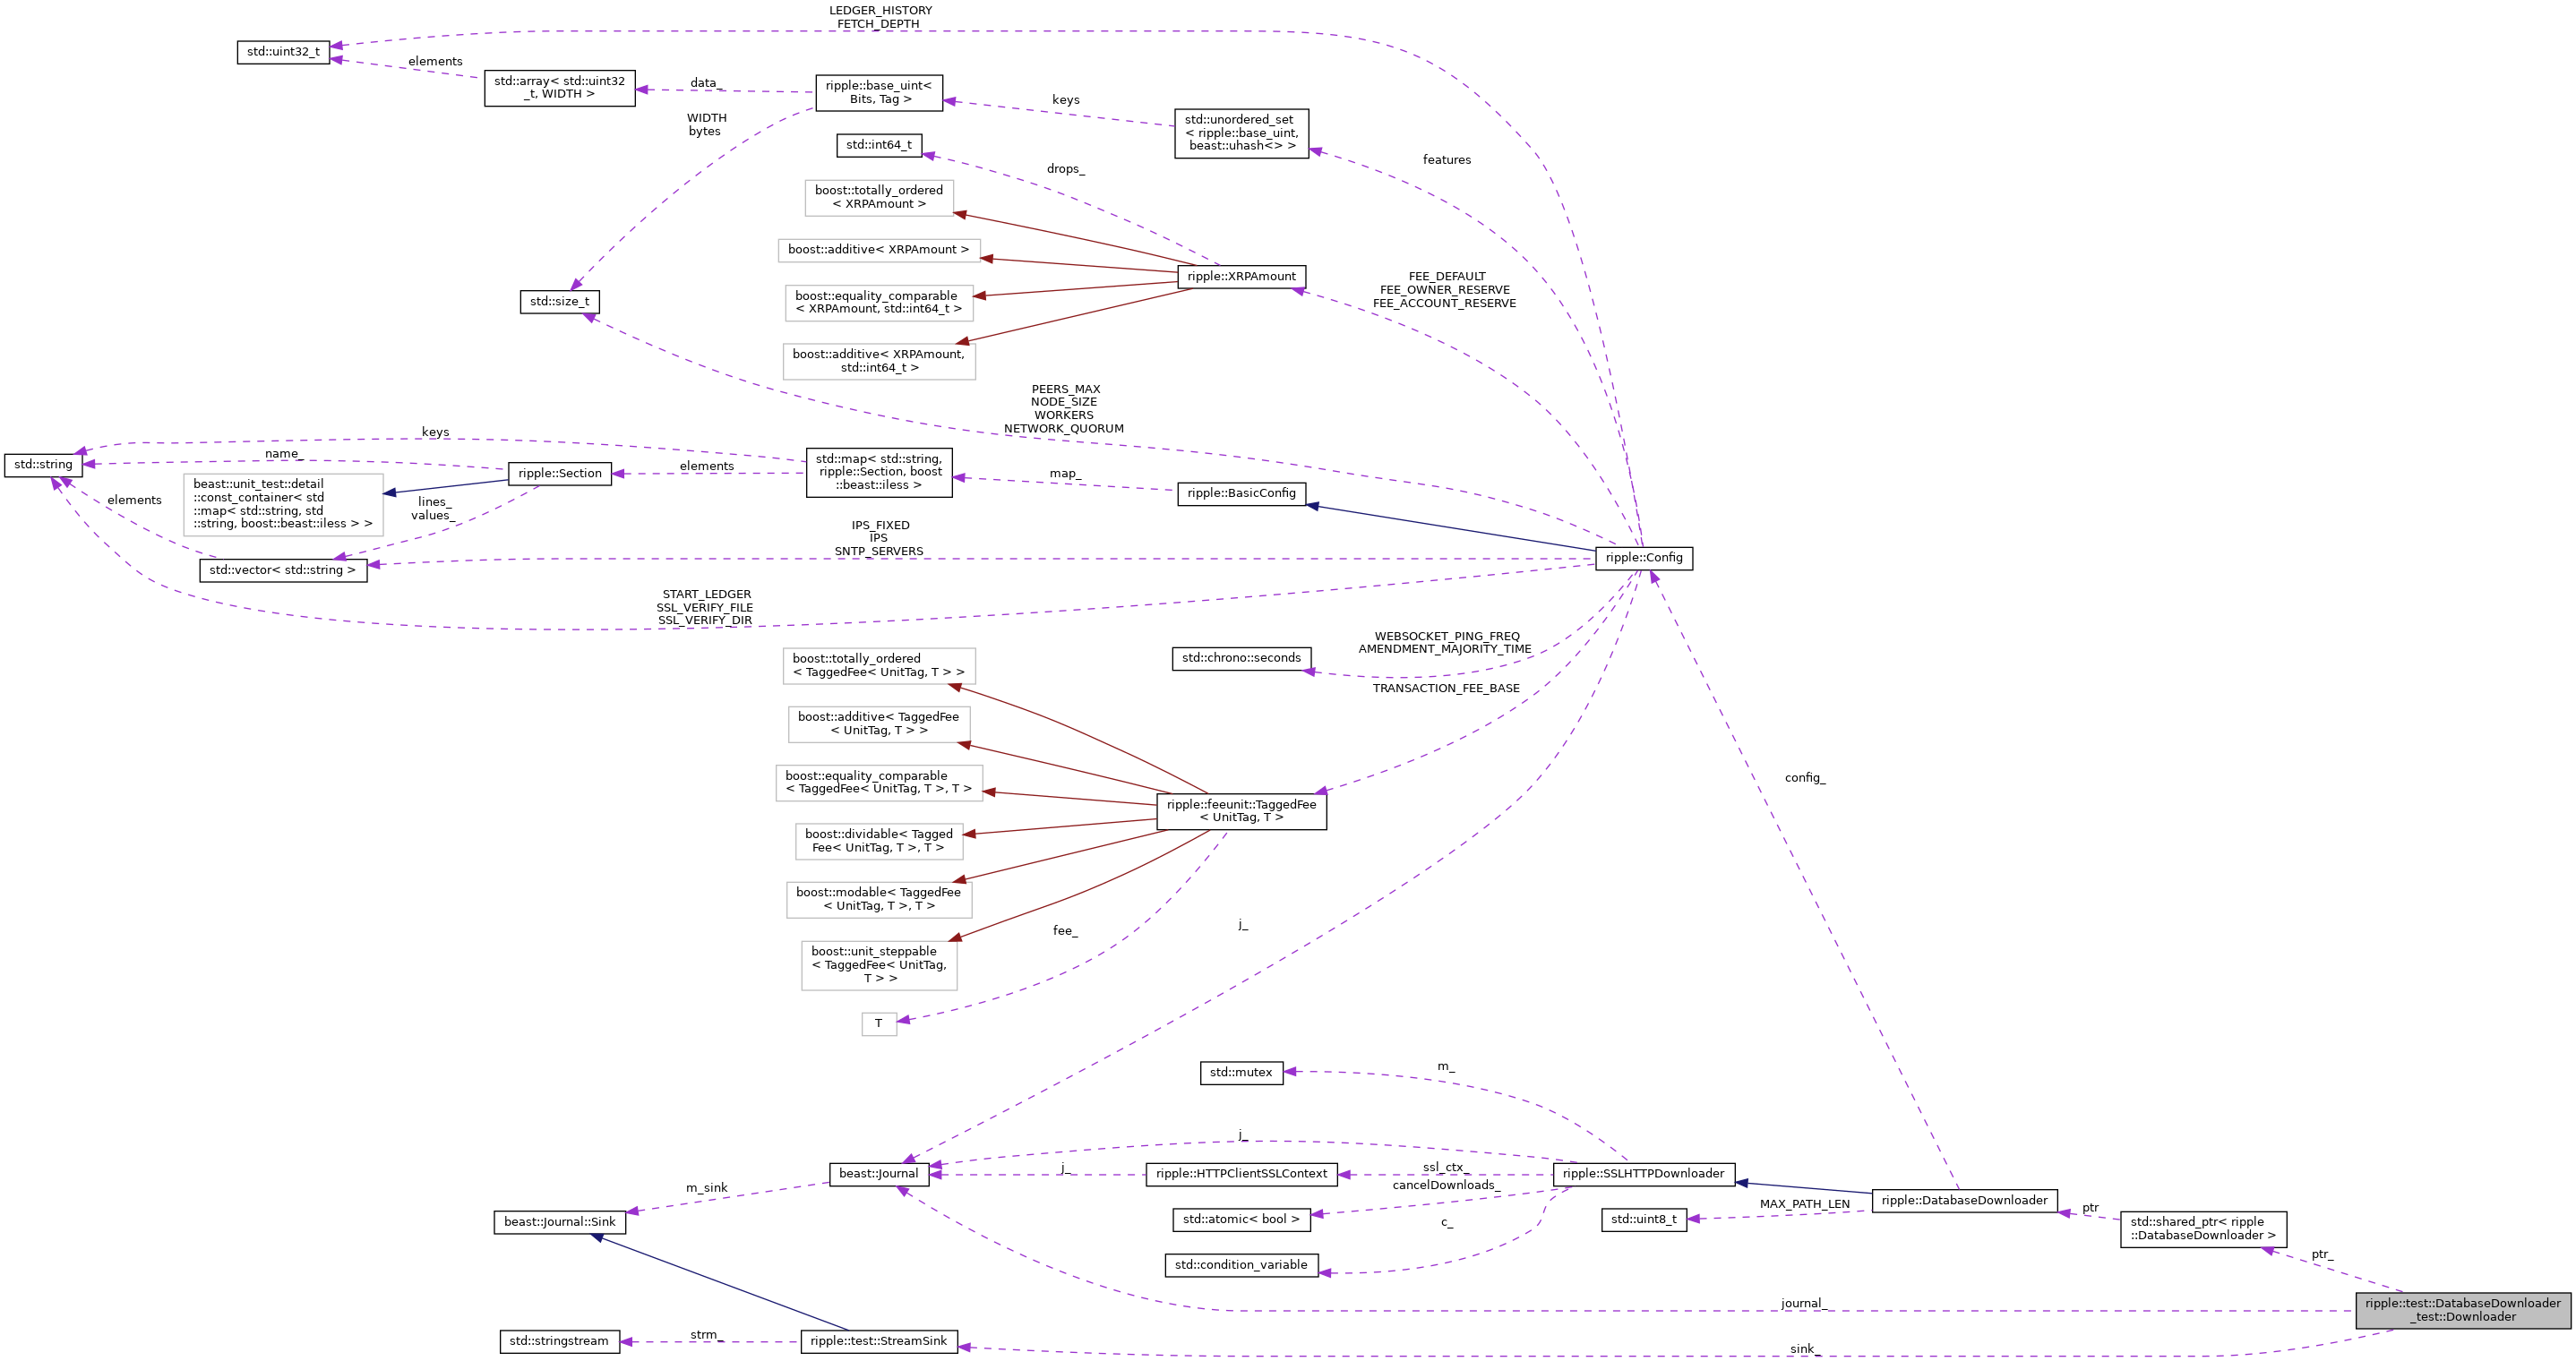 LEDGER_HISTORY
FETCH_DEPTH
std::uint32_t
elements
std::array< std::uint32
_t, WIDTH >
data_
ripple::base_uint<
Bits, Tag >
keys
std::unordered_set
< ripple::base_uint,
beast::uhash<> >
WIDTH
bytes
std::int64_t
drops_
features
boost::totally_ordered
< XRPAmount >
boost::additive< XRPAmount >
ripple::XRPAmount
boost::equality_comparable
< XRPAmount, std::int64_t >
FEE_DEFAULT
FEE_OWNER_RESERVE
FEE_ACCOUNT_RESERVE
std::size_t
boost::additive< XRPAmount,
std::int64_t >
PEERS_MAX
NODE_SIZE
WORKERS
NETWORK_QUORUM
keys
std::string
name_
ripple::Section
elements
std::map< std::string,
ripple::Section, boost
::beast::iless >
map_
ripple::BasicConfig
beast::unit_test::detail
::const_container< std
::map< std::string, std
::string, boost::beast::iless > >
elements
lines_
values_
IPS_FIXED
IPS
SNTP_SERVERS
ripple::Config
std::vector< std::string >
START_LEDGER
SSL_VERIFY_FILE
SSL_VERIFY_DIR
WEBSOCKET_PING_FREQ
AMENDMENT_MAJORITY_TIME
std::chrono::seconds
boost::totally_ordered
< TaggedFee< UnitTag, T > >
TRANSACTION_FEE_BASE
boost::additive< TaggedFee
< UnitTag, T > >
boost::equality_comparable
< TaggedFee< UnitTag, T >, T >
config_
ripple::feeunit::TaggedFee
< UnitTag, T >
boost::dividable< Tagged
Fee< UnitTag, T >, T >
boost::modable< TaggedFee
< UnitTag, T >, T >
fee_
j_
boost::unit_steppable
< TaggedFee< UnitTag,
T > >
T
std::mutex
m_
j_
beast::Journal
j_
ripple::HTTPClientSSLContext
ssl_ctx_
ripple::SSLHTTPDownloader
cancelDownloads_
m_sink
beast::Journal::Sink
std::atomic< bool >
c_
std::uint8_t
MAX_PATH_LEN
ripple::DatabaseDownloader
ptr
std::shared_ptr< ripple
::DatabaseDownloader >
ptr_
std::condition_variable
journal_
ripple::test::DatabaseDownloader
_test::Downloader
std::stringstream
strm_
ripple::test::StreamSink
sink_